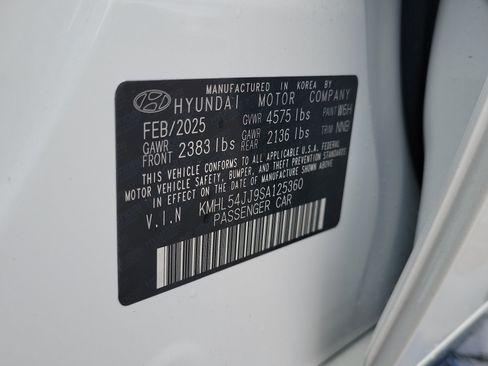 MANUFACTURED IN KOREA BY
HYUNDAI MOTOR COMPANY
FEB/2025 GVWR 4575 lbs PAINT W6H
GAWR FRONT 2383 lbs GAWR REAR 2136 lbs TRIM NNB
THIS VEHICLE CONFORMS TO ALL APPLICABLE U.S.A. FEDERAL
MOTOR VEHICLE SAFETY, BUMPER, AND THEFT PREVENTION
STANDARDS IN EFFECT ON THE DATE OF MANUFACTURE SHOWN ABOVE.
V.I.N KMHL54JJ9SA125360
PASSENGER CAR